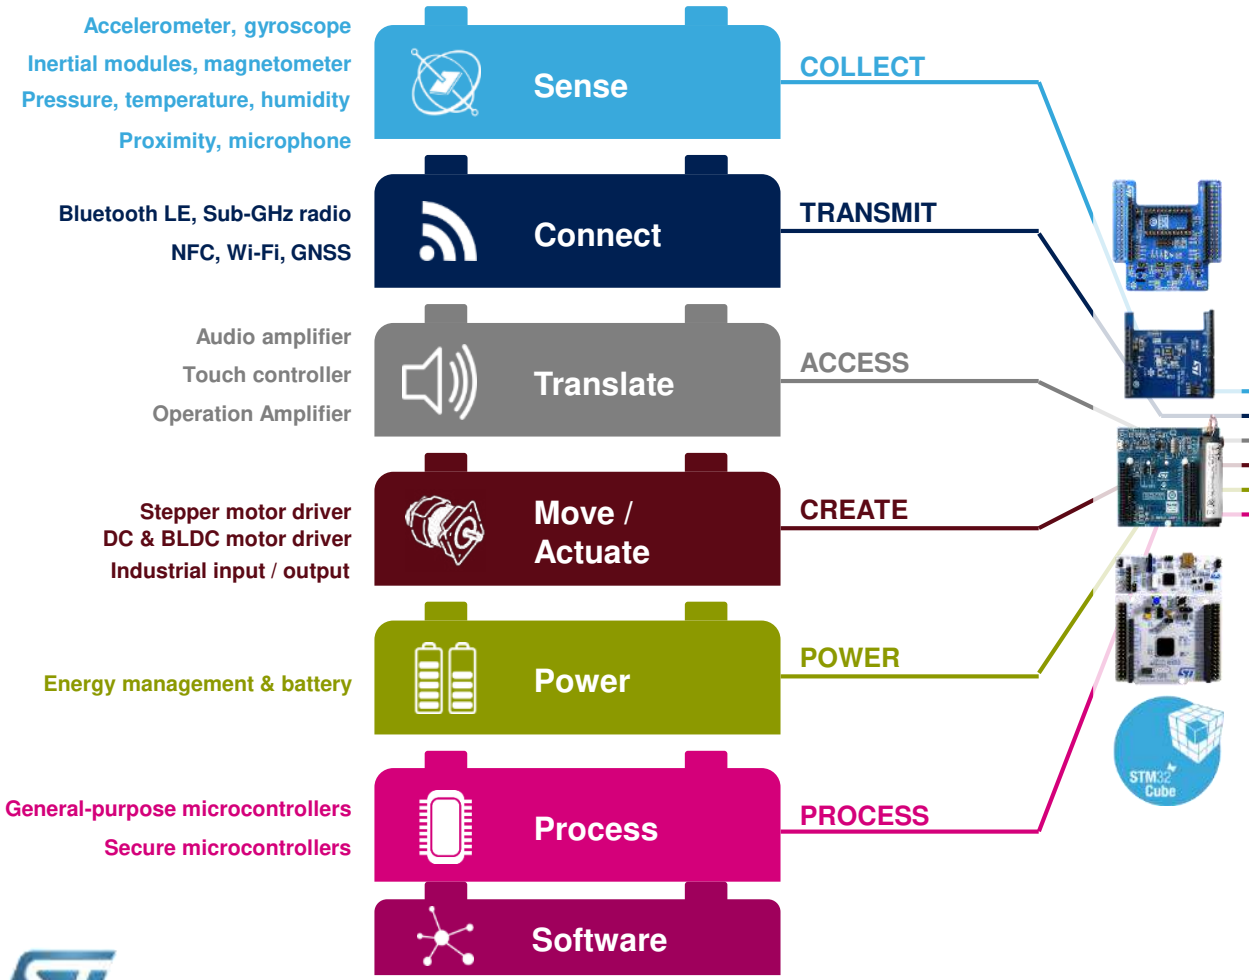 Accelerometer, gyroscope
Inertial modules, magnetometer
Pressure, temperature, humidity
Proximity, microphone
Sense
COLLECT
Bluetooth LE, Sub-GHz radio
NFC, Wi-Fi, GNSS
Connect
TRANSMIT
Audio amplifier
Touch controller
Operation Amplifier
Translate
ACCESS
Stepper motor driver
DC & BLDC motor driver
Industrial input / output
Move /
Actuate
CREATE
Energy management & battery
Power
POWER
General-purpose microcontrollers
Secure microcontrollers
Process
PROCESS
Software
STM32
Cube
ST